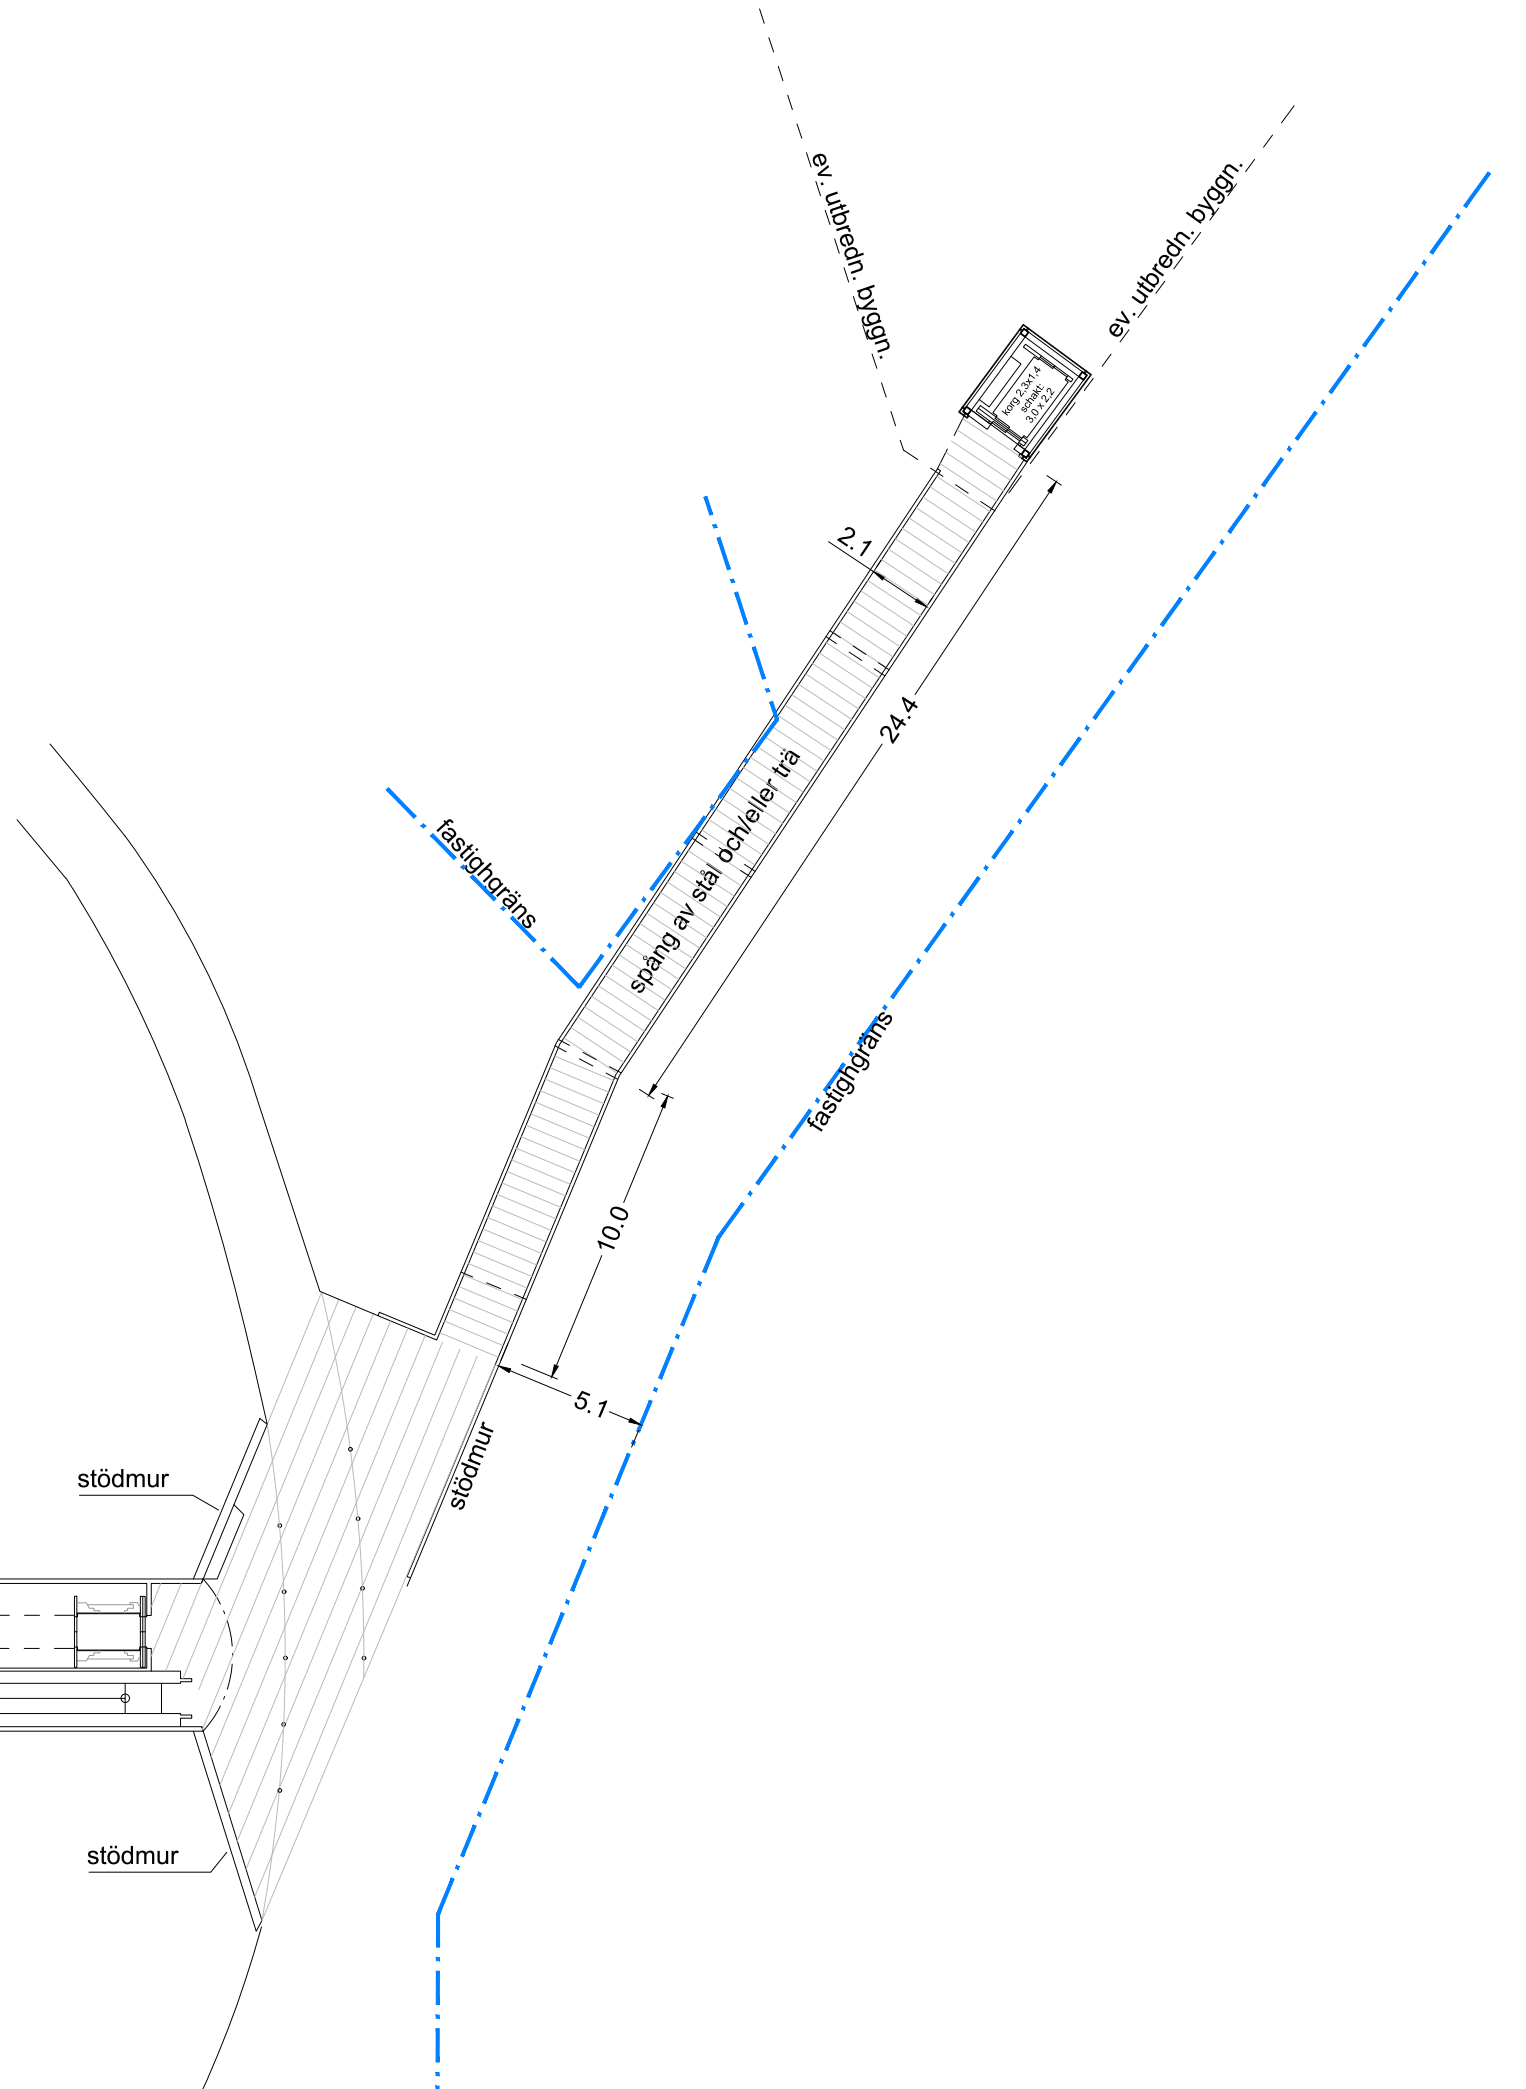 ev. utbredn. byggn.
ev. utbredn. byggn.
korg 2,3x1,4
schakt:
3,0 x 2,2
2.1
24.4
spång av stål och/eller trä
fastighgräns
fastighgräns
10.0
5.1
stödmur
stödmur
stödmur